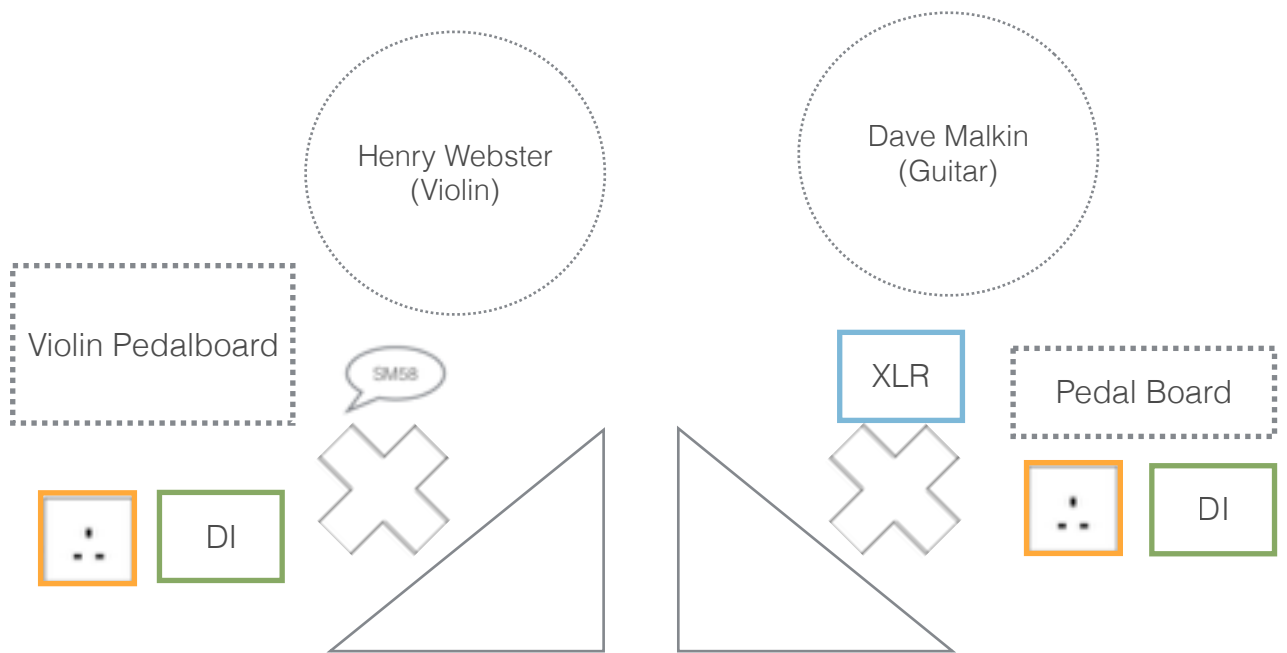 Henry Webster
(Violin)
Dave Malkin
(Guitar)
Violin Pedalboard
SM58
XLR
Pedal Board
DI
DI